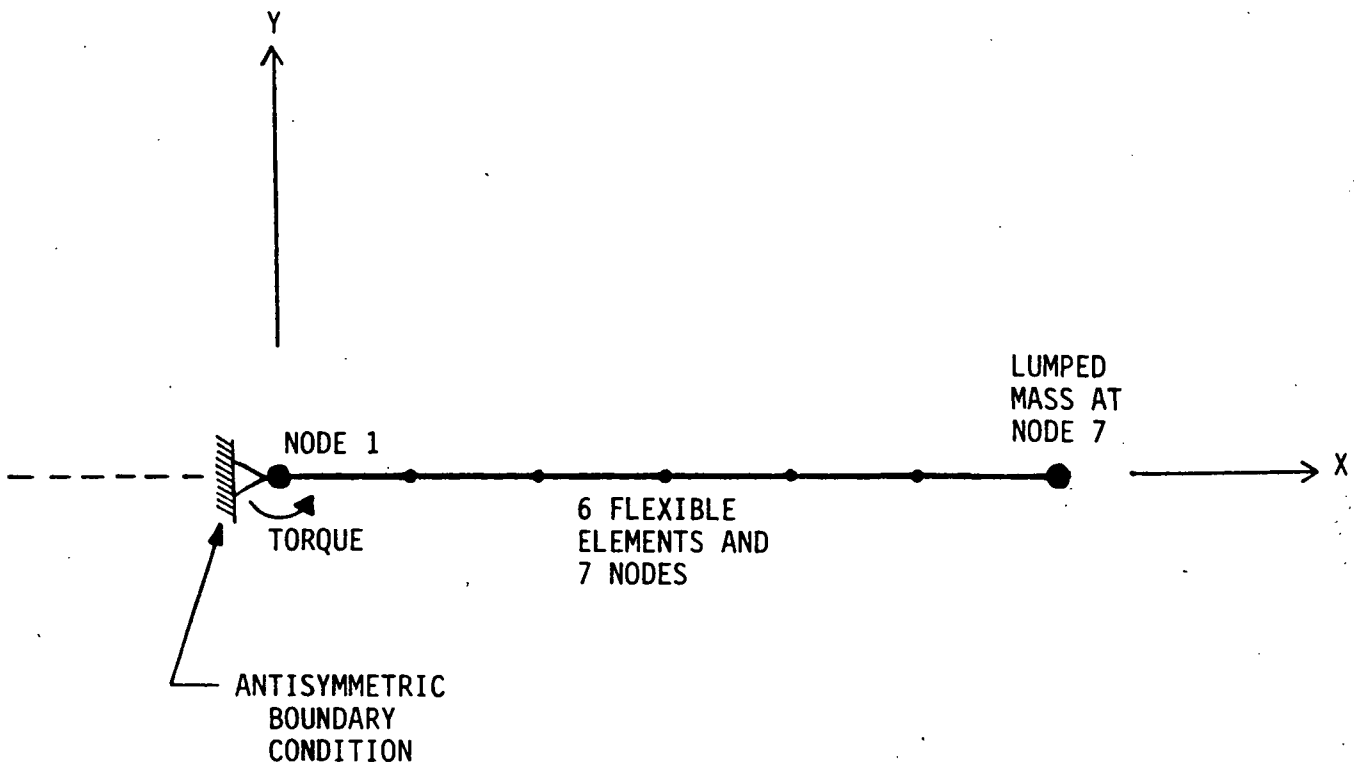 Y
LUMPED
MASS AT
NODE 7
NODE 1
X
TORQUE
6 FLEXIBLE
ELEMENTS AND
7 NODES
ANTISYMMETRIC
BOUNDARY
CONDITION